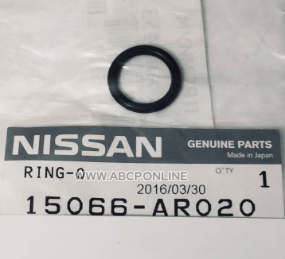 NISSAN GENUINE PARTS
Made in Japan
RING-O Q'TY 1
WWW.ABCPONLINE
2016/03/30
15066-AR020